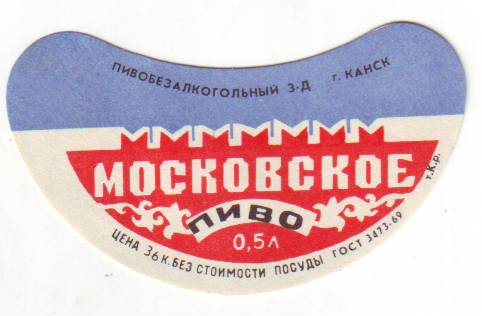 ПИВОБЕЗАЛКОГОЛЬНЫЙ З-Д г. КАНСК
МОСКОВСКОЕ
ПИВО
0,5 Л
т.К.р.
ЦЕНА 36 К. БЕЗ СТОИМОСТИ ПОСУДЫ ГОСТ 3473-69